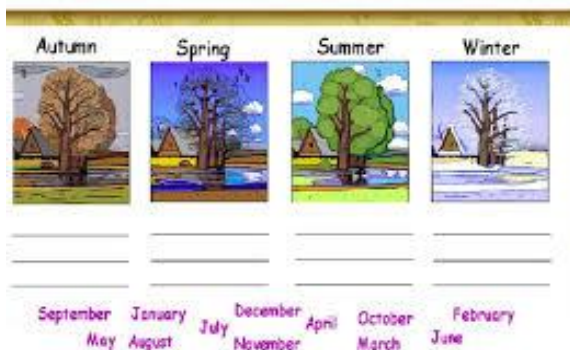 Autumn Spring Summer Winter
September January July December April October February
May August November March June